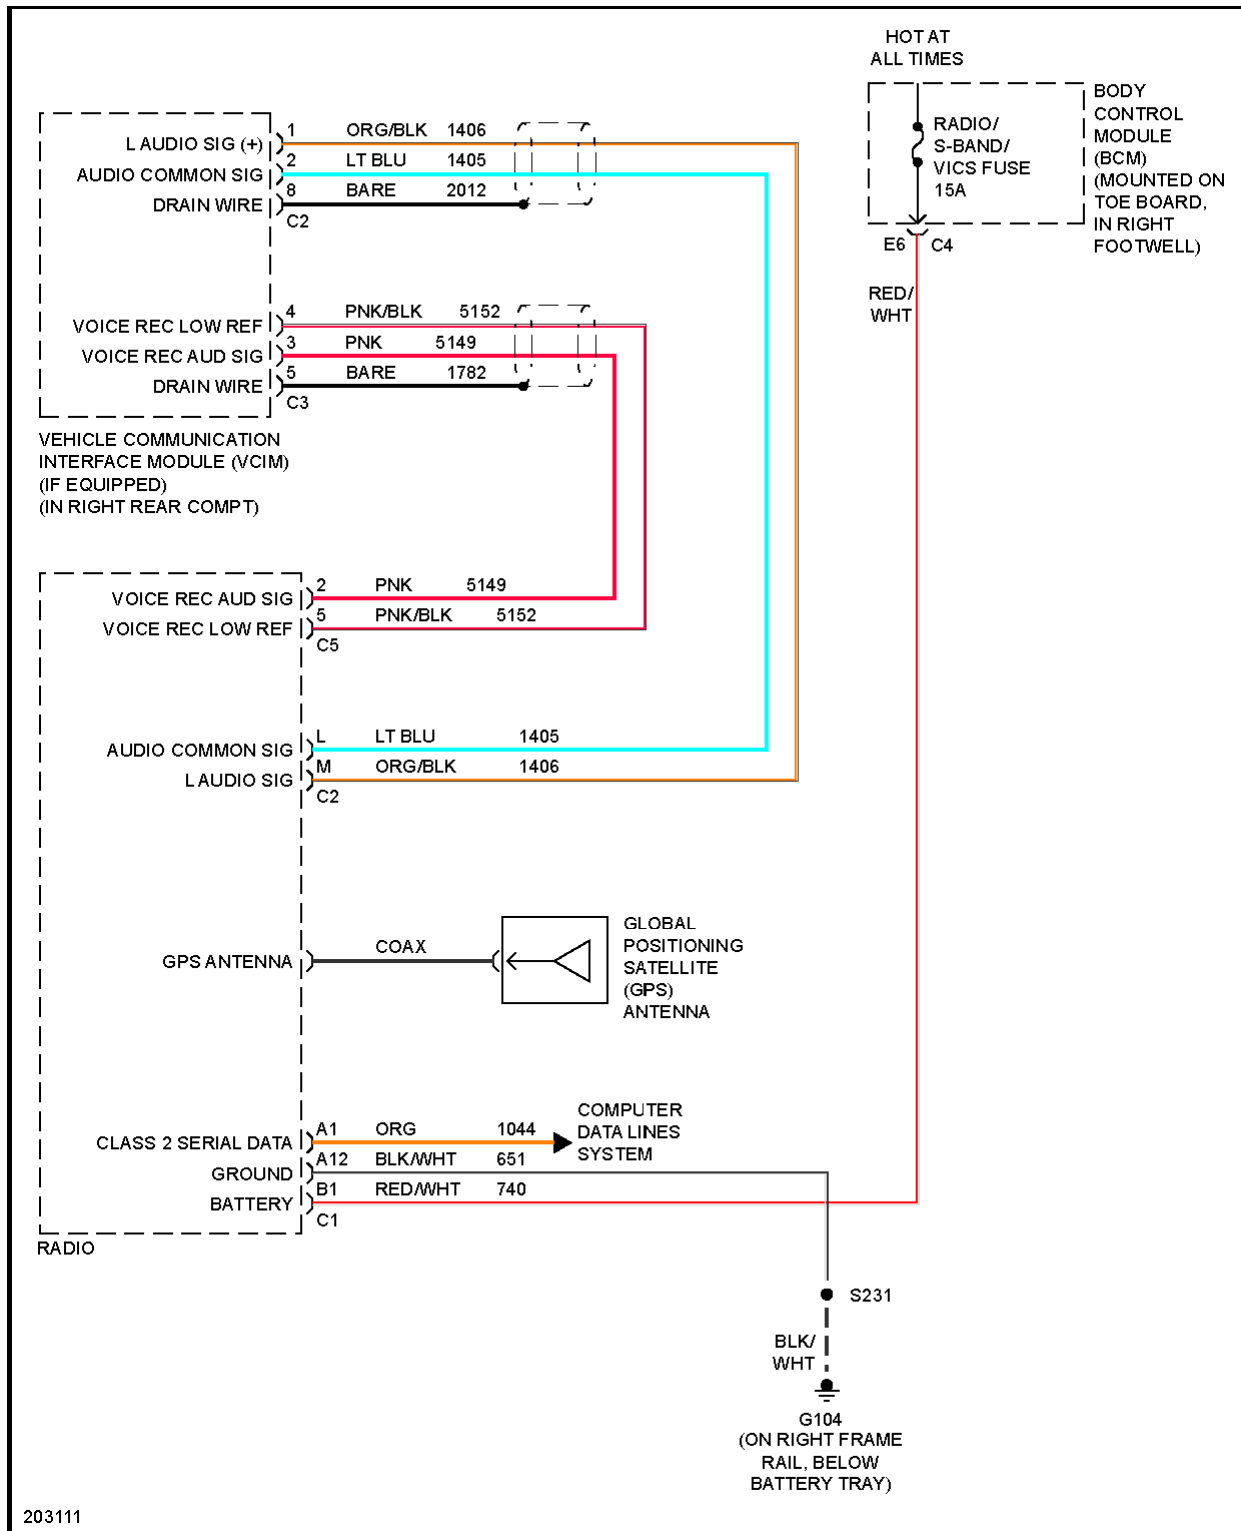 HOT AT
ALL TIMES
BODY
CONTROL
MODULE
(BCM)
(MOUNTED ON
TOE BOARD,
IN RIGHT
FOOTWELL)
RADIO/
S-BAND/
VICS FUSE
15A
E6 C4
RED/
WHT
L AUDIO SIG (+) 1 ORG/BLK 1406
AUDIO COMMON SIG 2 LT BLU 1405
DRAIN WIRE 8 BARE 2012
C2
VOICE REC LOW REF 4 PNK/BLK 5152
VOICE REC AUD SIG 3 PNK 5149
DRAIN WIRE 5 BARE 1782
C3
VEHICLE COMMUNICATION
INTERFACE MODULE (VCIM)
(IF EQUIPPED)
(IN RIGHT REAR COMPT)
VOICE REC AUD SIG 2 PNK 5149
VOICE REC LOW REF 5 PNK/BLK 5152
C5
AUDIO COMMON SIG L LT BLU 1405
L AUDIO SIG M ORG/BLK 1406
C2
GPS ANTENNA COAX
GLOBAL
POSITIONING
SATELLITE
(GPS)
ANTENNA
CLASS 2 SERIAL DATA A1 ORG 1044
COMPUTER
DATA LINES
SYSTEM
GROUND A12 BLK/WHT 651
BATTERY B1 RED/WHT 740
C1
RADIO
S231
BLK/
WHT
G104
(ON RIGHT FRAME
RAIL, BELOW
BATTERY TRAY)
203111